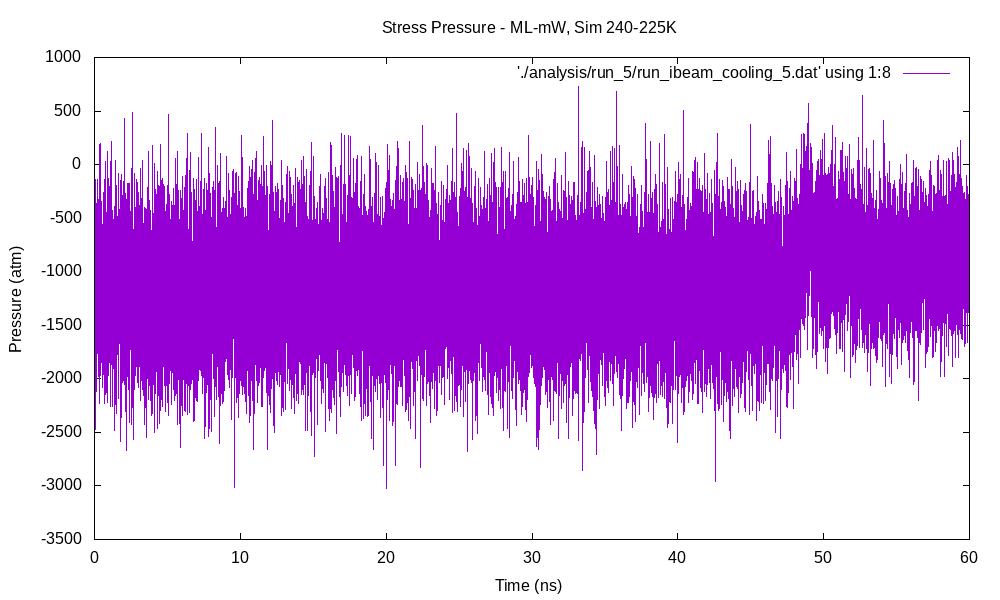 Stress Pressure - ML-mW, Sim 240-225K
'./analysis/run_5/run_ibeam_cooling_5.dat' using 1:8
1000
500
0
-500
-1000
-1500
-2000
-2500
-3000
-3500
Pressure (atm)
0 10 20 30 40 50 60
Time (ns)